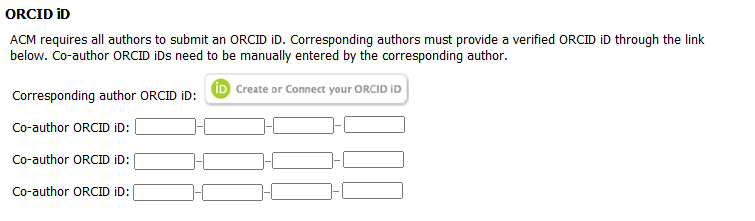 ORCID iD
ACM requires all authors to submit an ORCID iD. Corresponding authors must provide a verified ORCID iD through the link
below. Co-author ORCID iDs need to be manually entered by the corresponding author.
Corresponding author ORCID iD: iD Create or Connect your ORCID iD
Co-author ORCID iD: - - -
Co-author ORCID iD: - - -
Co-author ORCID iD: - - -